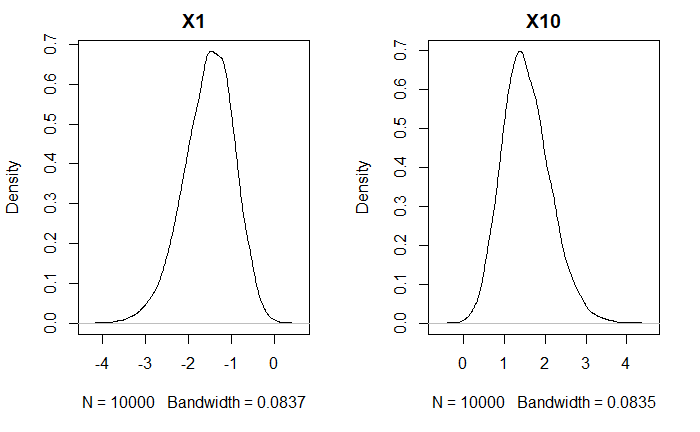 X1
Density
0.0 0.1 0.2 0.3 0.4 0.5 0.6 0.7
-4 -3 -2 -1 0
N = 10000 Bandwidth = 0.0837
X10
Density
0.0 0.1 0.2 0.3 0.4 0.5 0.6 0.7
0 1 2 3 4
N = 10000 Bandwidth = 0.0835